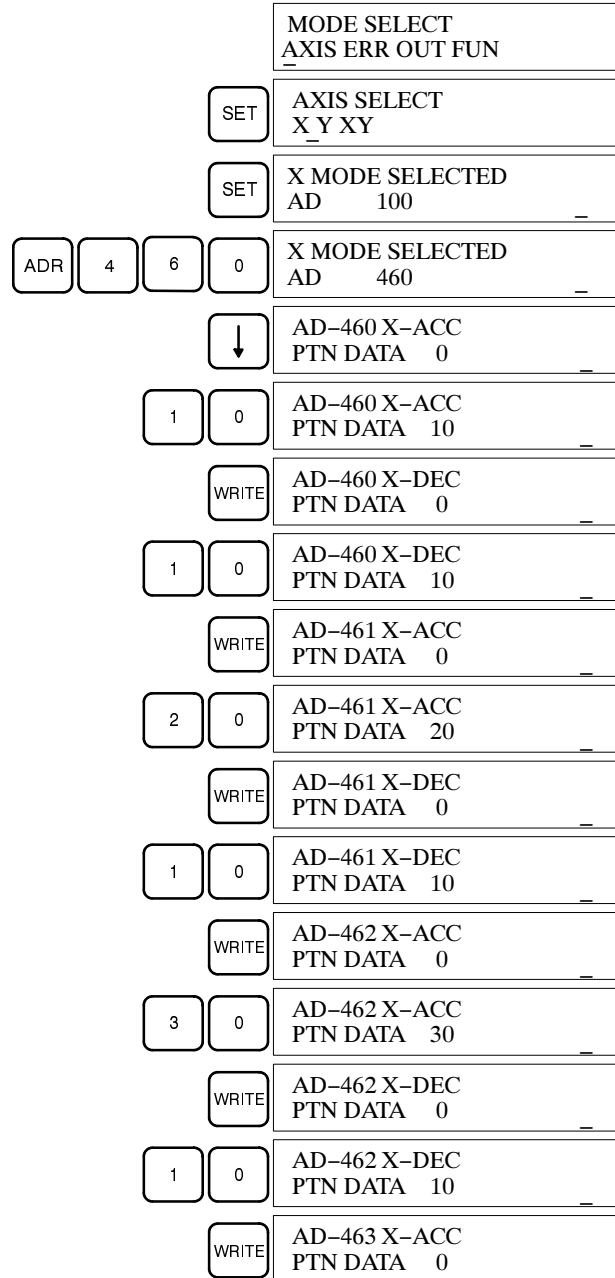 MODE SELECT
AXIS ERR OUT FUN
SET
AXIS SELECT
X Y XY
SET
X MODE SELECTED
AD 100
ADR 4 6 0
X MODE SELECTED
AD 460
↓
AD−460 X−ACC
PTN DATA 0
1 0
AD−460 X−ACC
PTN DATA 10
WRITE
AD−460 X−DEC
PTN DATA 0
1 0
AD−460 X−DEC
PTN DATA 10
WRITE
AD−461 X−ACC
PTN DATA 0
2 0
AD−461 X−ACC
PTN DATA 20
WRITE
AD−461 X−DEC
PTN DATA 0
1 0
AD−461 X−DEC
PTN DATA 10
WRITE
AD−462 X−ACC
PTN DATA 0
3 0
AD−462 X−ACC
PTN DATA 30
WRITE
AD−462 X−DEC
PTN DATA 0
1 0
AD−462 X−DEC
PTN DATA 10
WRITE
AD−463 X−ACC
PTN DATA 0